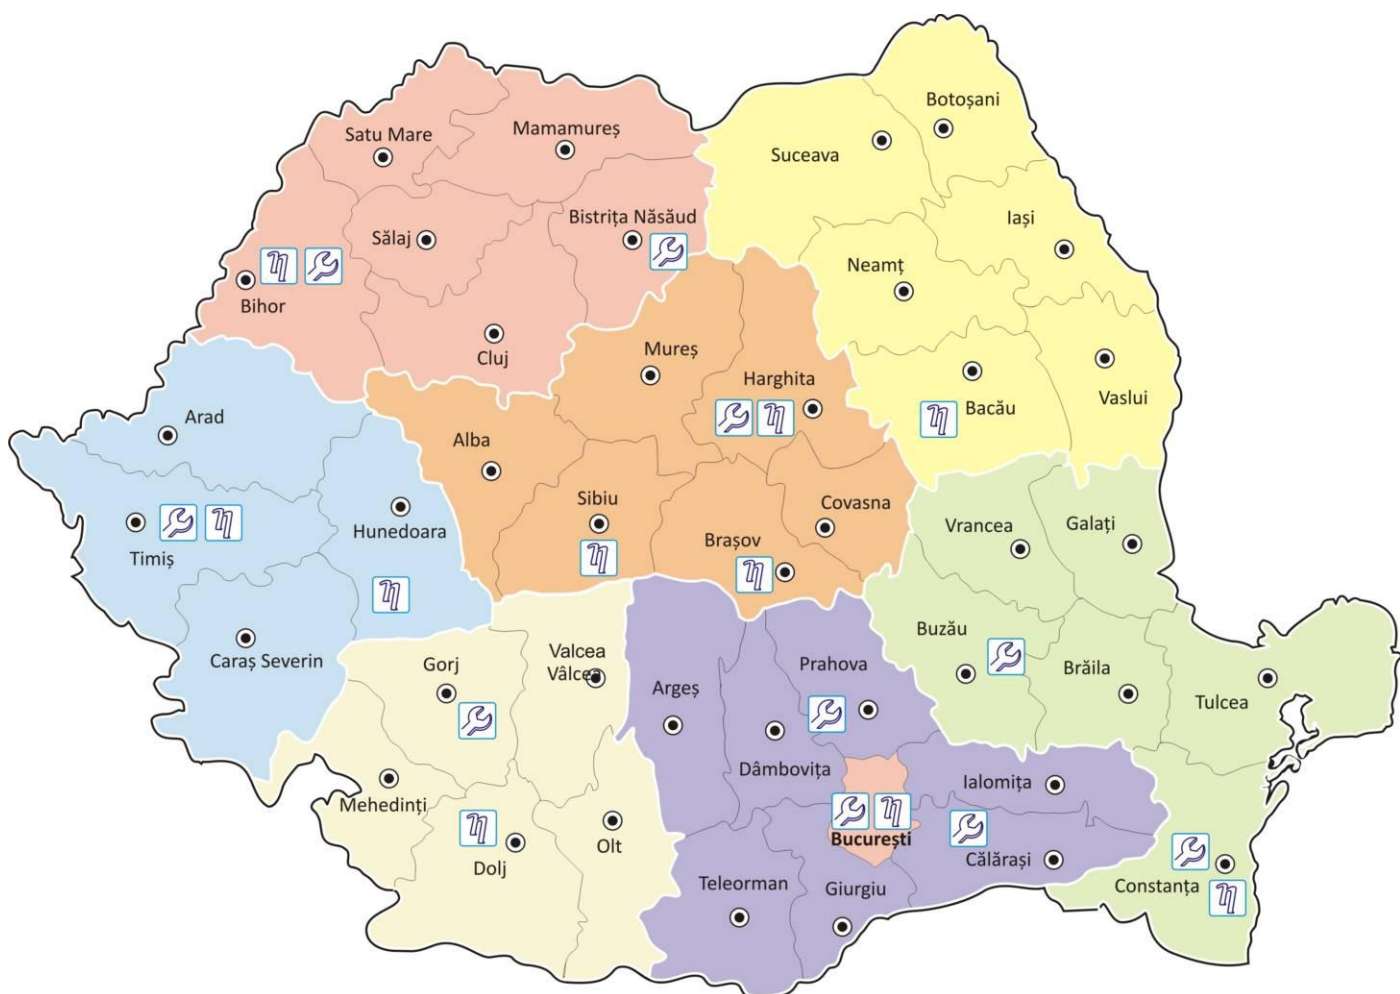 Botoșani
Satu Mare
Mamamureș
Suceava
Bistrița Năsăud
Iași
Sălaj
Neamț
Bihor
Cluj
Mureș
Harghita
Vaslui
Bacău
Arad
Alba
Sibiu
Covasna
Vrancea
Galați
Hunedoara
Brașov
Timiș
Buzău
Valcea
Vâlcea
Caraș Severin
Gorj
Prahova
Brăila
Argeș
Tulcea
Dâmbovița
Ialomița
Mehedinți
București
Olt
Dolj
Călărași
Teleorman
Giurgiu
Constanța